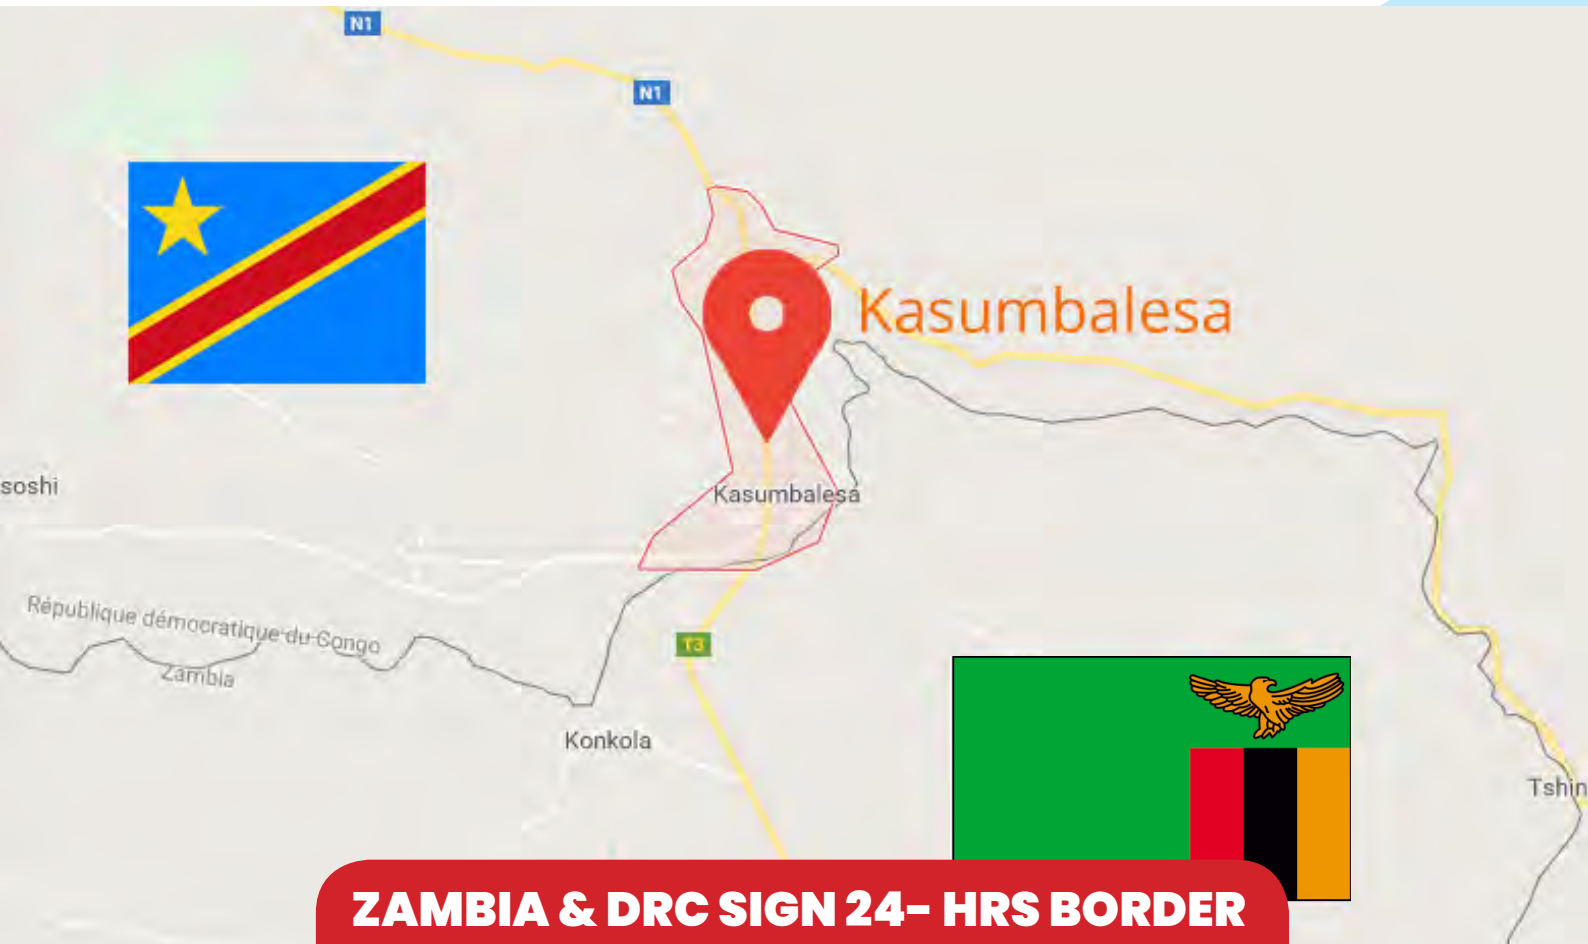 N1
N1
Kasumbalesa
soshi
Kasumbalesa
République démocratique du Congo
Zambia
T3
Konkola
Tshin
ZAMBIA & DRC SIGN 24- HRS BORDER